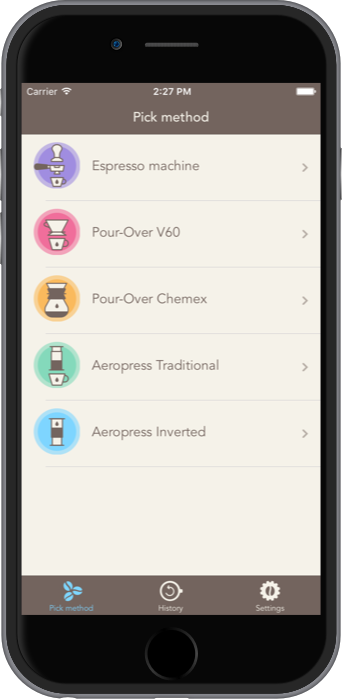 Carrier 2:27 PM
Pick method
Espresso machine
Pour-Over V60
Pour-Over Chemex
Aeropress Traditional
Aeropress Inverted
Pick method History Settings